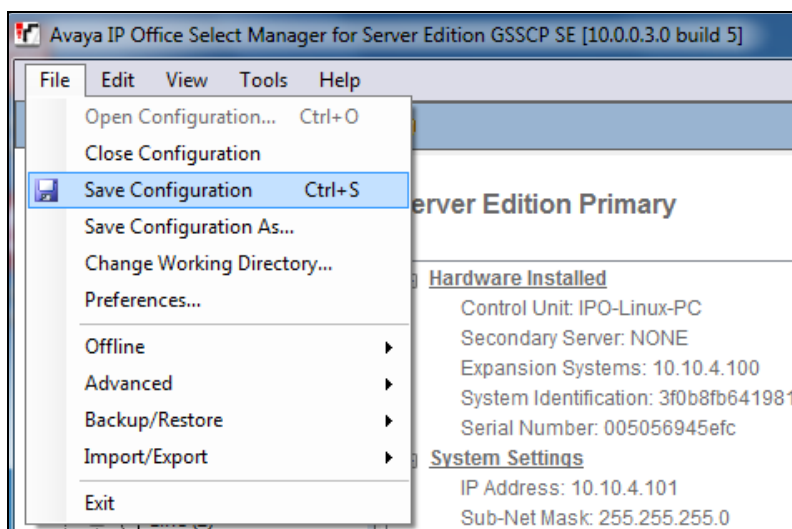 Avaya IP Office Select Manager for Server Edition GSSCP SE [10.0.0.3.0 build 5]
File Edit View Tools Help
Open Configuration... Ctrl+O
Close Configuration
Save Configuration Ctrl+S
Save Configuration As...
Change Working Directory...
Preferences...
Offline
Advanced
Backup/Restore
Import/Export
Exit
erver Edition Primary
Hardware Installed
Control Unit: IPO-Linux-PC
Secondary Server: NONE
Expansion Systems: 10.10.4.100
System Identification: 3f0b8fb641981
Serial Number: 005056945efc
System Settings
IP Address: 10.10.4.101
Sub-Net Mask: 255.255.255.0